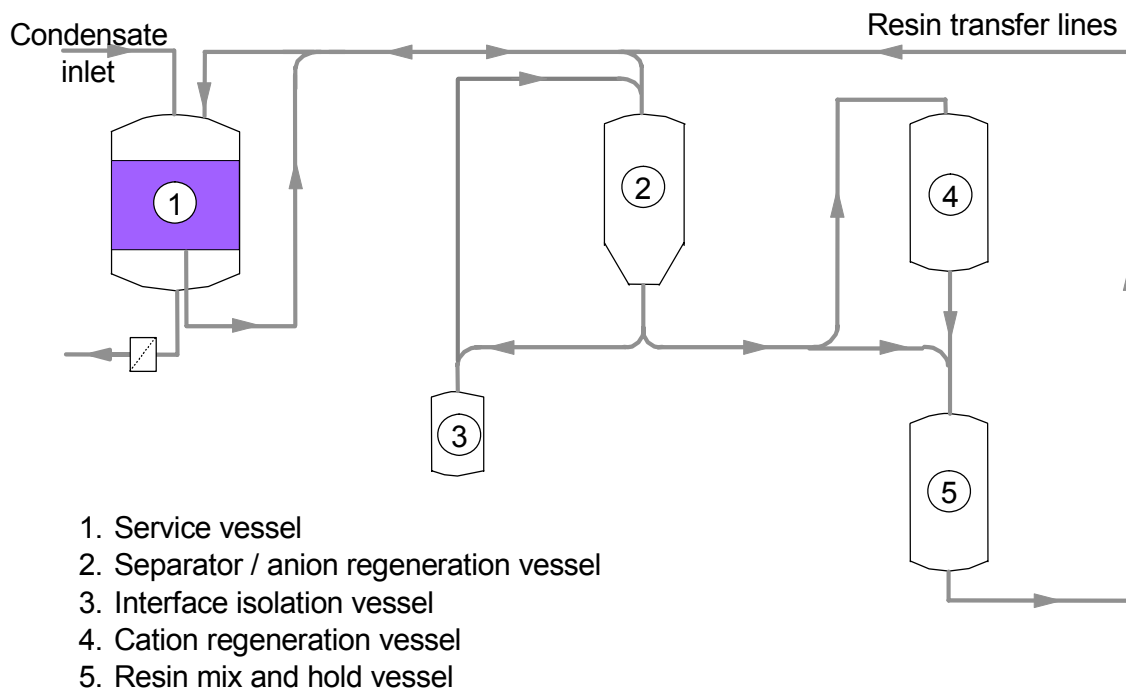 Condensate
inlet
Resin transfer lines
1
2
4
3
5
1. Service vessel
2. Separator / anion regeneration vessel
3. Interface isolation vessel
4. Cation regeneration vessel
5. Resin mix and hold vessel